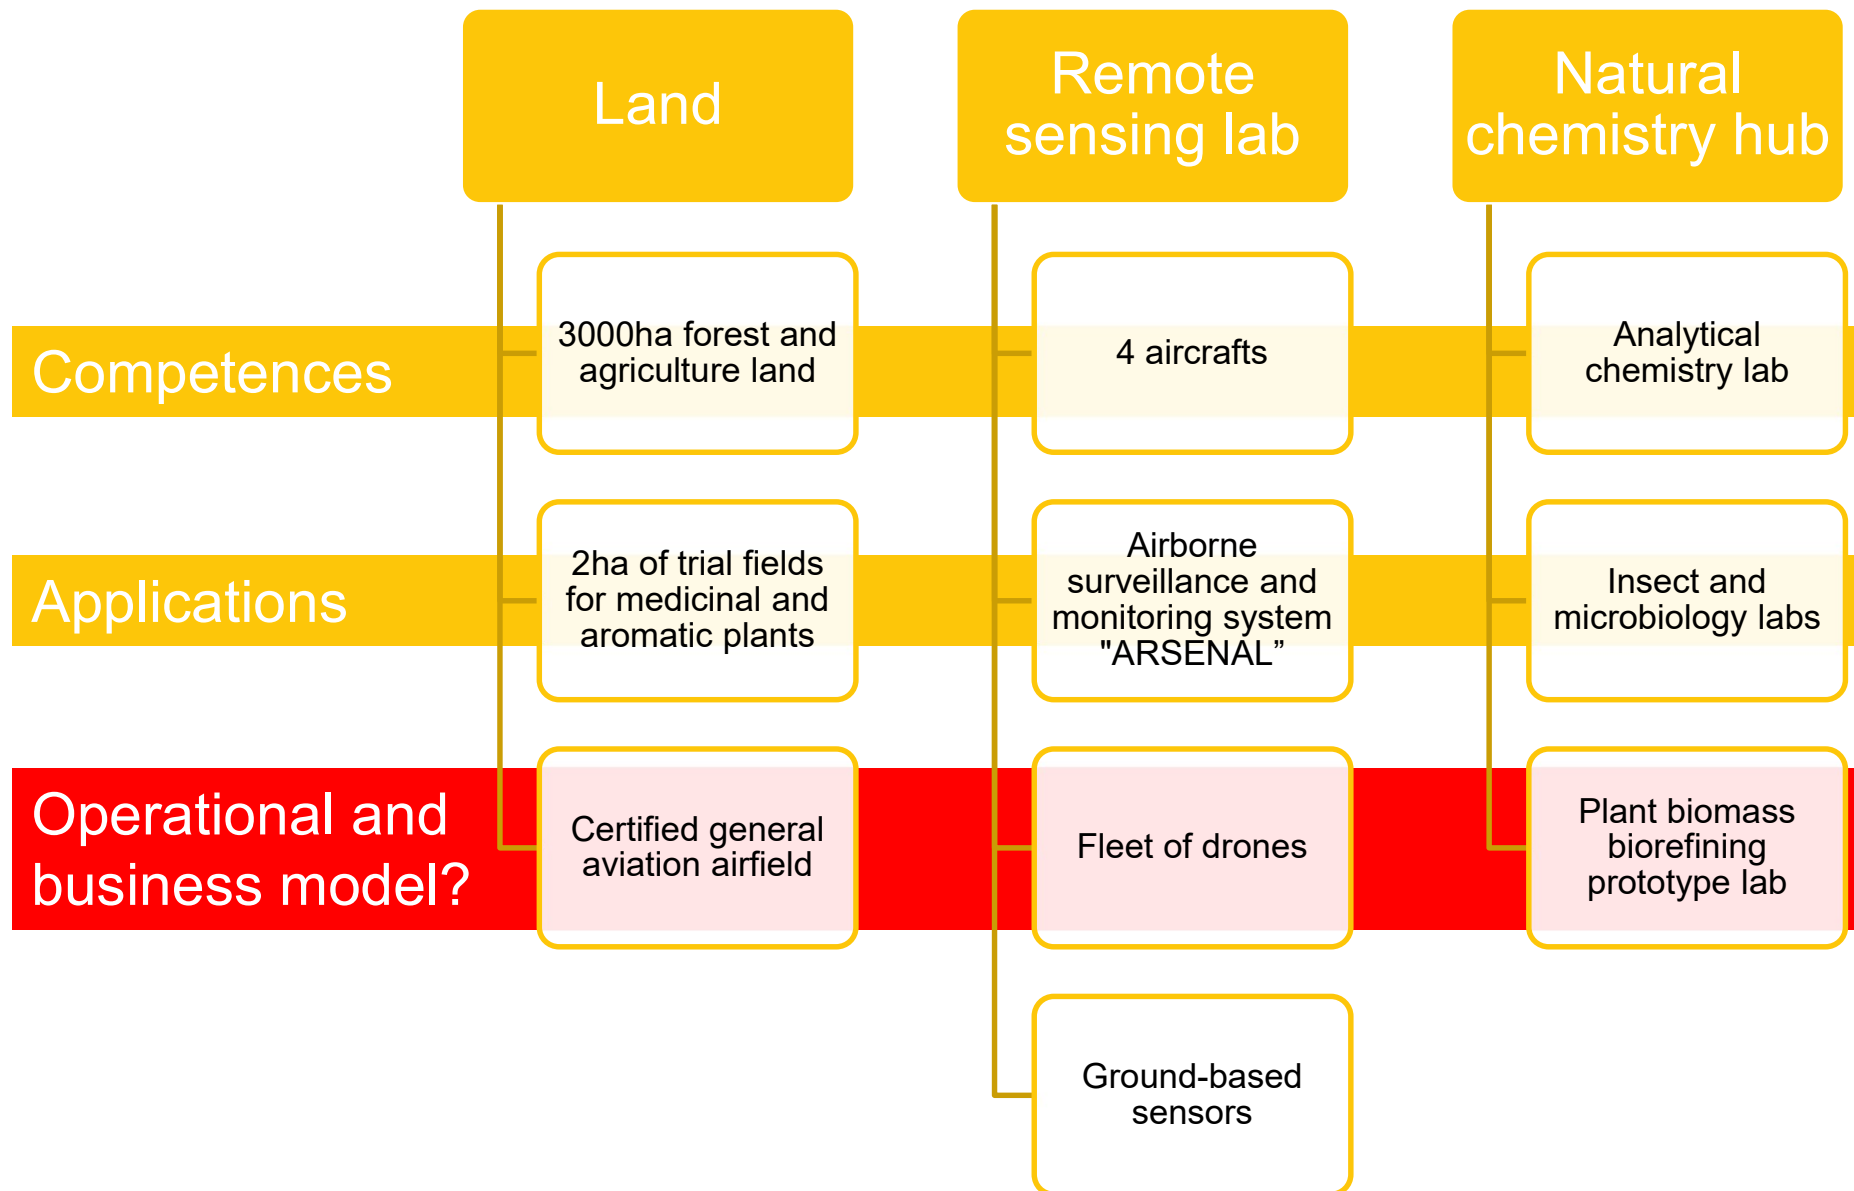 Land
Remote
sensing lab
Natural
chemistry hub
Competences
3000ha forest and
agriculture land
4 aircrafts
Analytical
chemistry lab
Applications
2ha of trial fields
for medicinal and
aromatic plants
Airborne
surveillance and
monitoring system
"ARSENAL”
Insect and
microbiology labs
Operational and
business model?
Certified general
aviation airfield
Fleet of drones
Plant biomass
biorefining
prototype lab
Ground-based
sensors